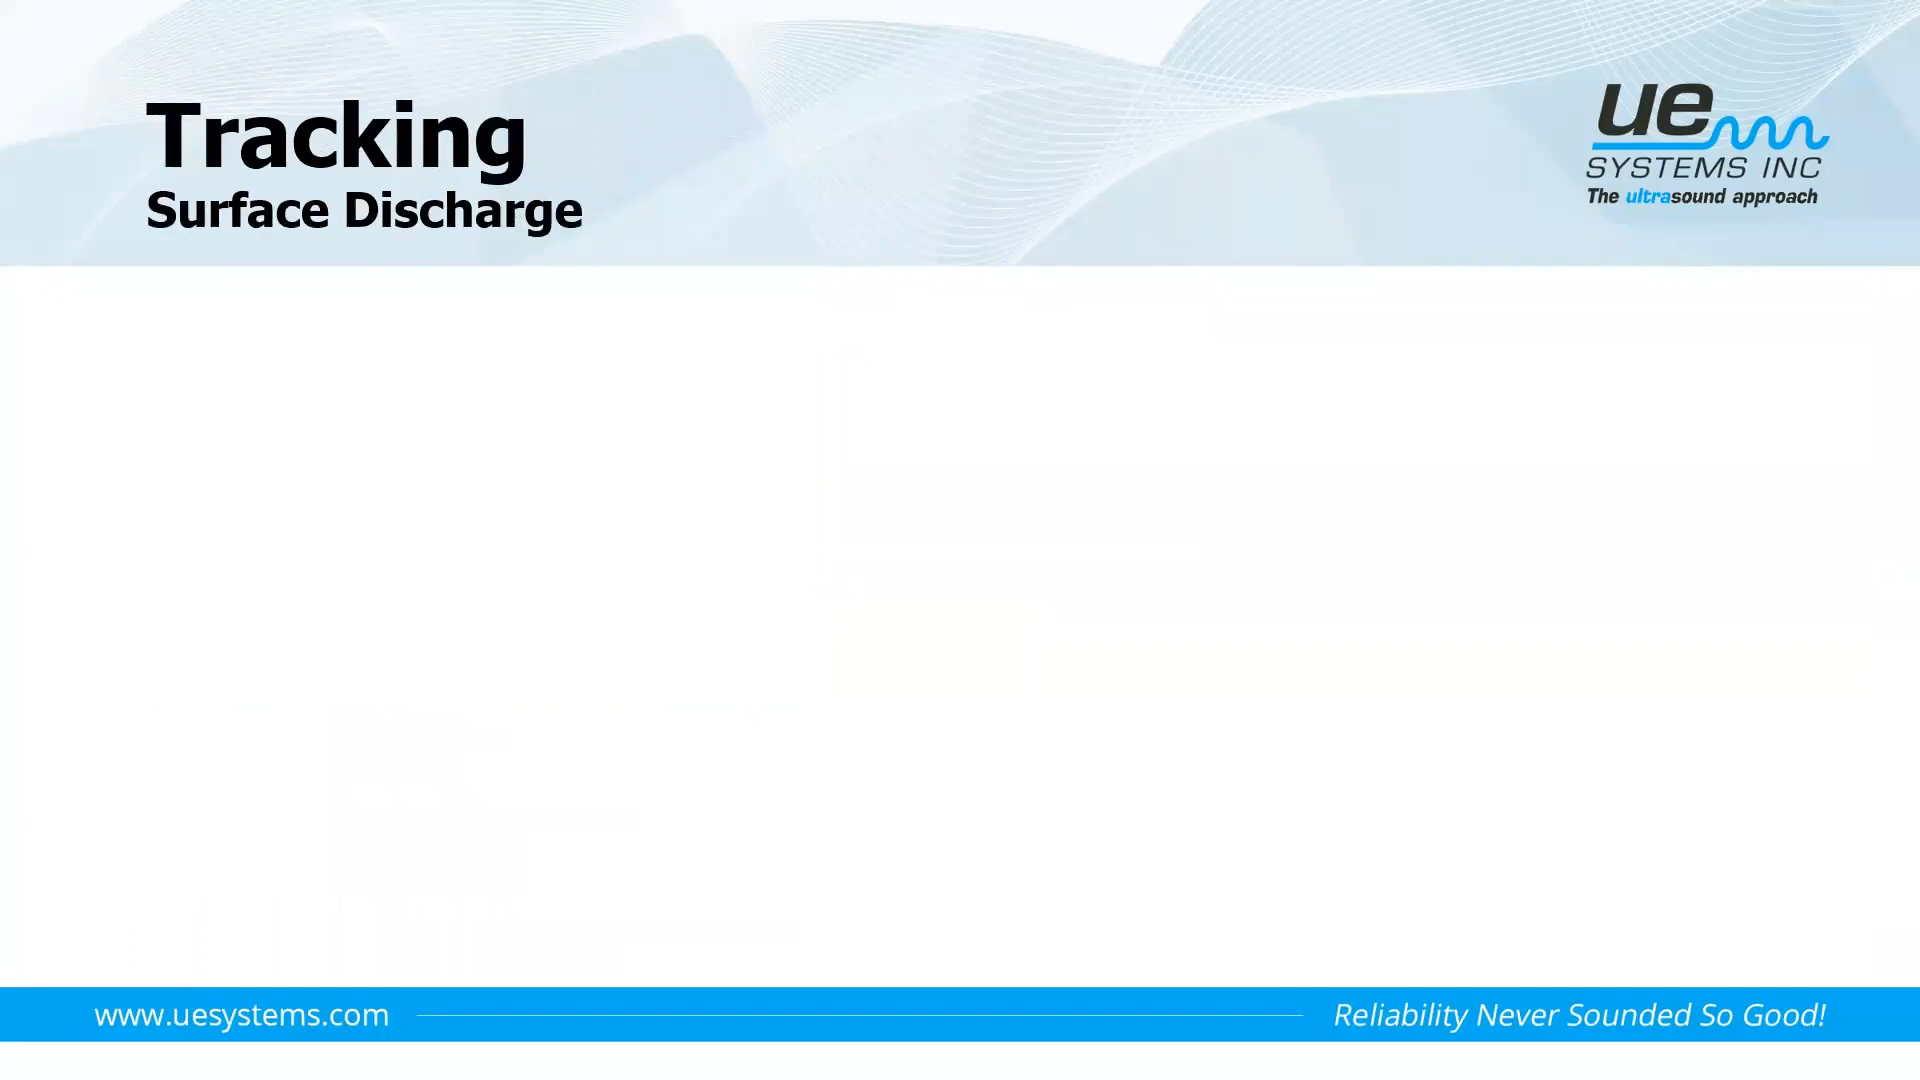 Tracking
Surface Discharge
ue
SYSTEMS INC
The ultrasound approach
www.uesystems.com
Reliability Never Sounded So Good!